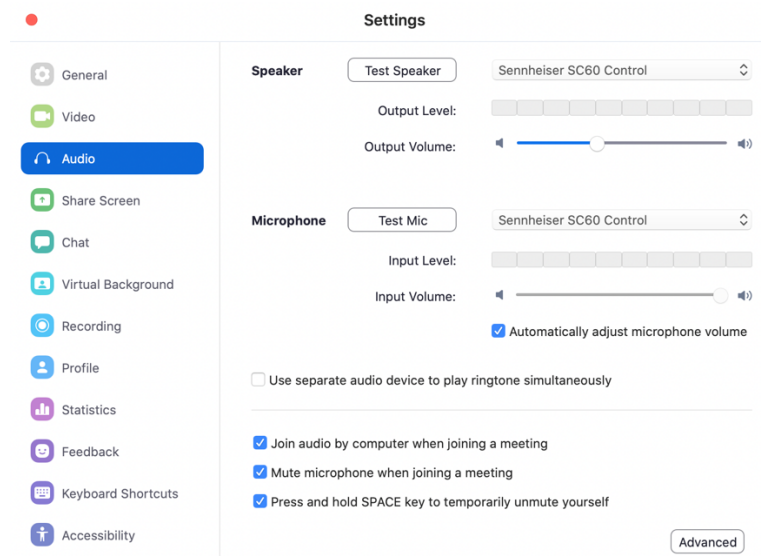 Settings
General
Video
Audio
Share Screen
Chat
Virtual Background
Recording
Profile
Statistics
Feedback
Keyboard Shortcuts
Accessibility
Speaker Test Speaker Sennheiser SC60 Control
Output Level:
Output Volume:
Microphone Test Mic Sennheiser SC60 Control
Input Level:
Input Volume:
Automatically adjust microphone volume
Use separate audio device to play ringtone simultaneously
Join audio by computer when joining a meeting
Mute microphone when joining a meeting
Press and hold SPACE key to temporarily unmute yourself
Advanced